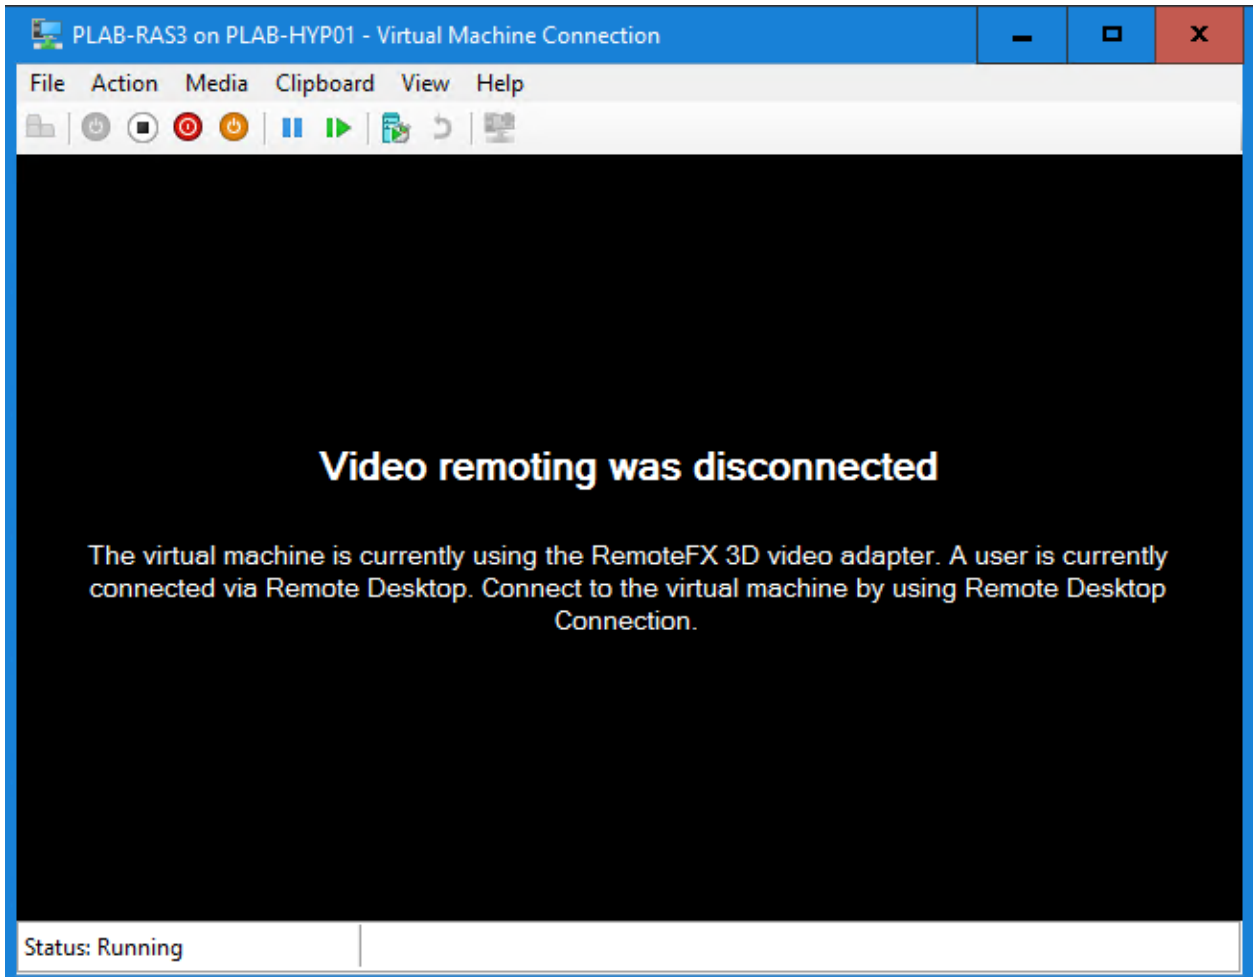 PLAB-RAS3 on PLAB-HYP01 - Virtual Machine Connection
File Action Media Clipboard View Help
Video remoting was disconnected
The virtual machine is currently using the RemoteFX 3D video adapter. A user is currently
connected via Remote Desktop. Connect to the virtual machine by using Remote Desktop
Connection.
Status: Running